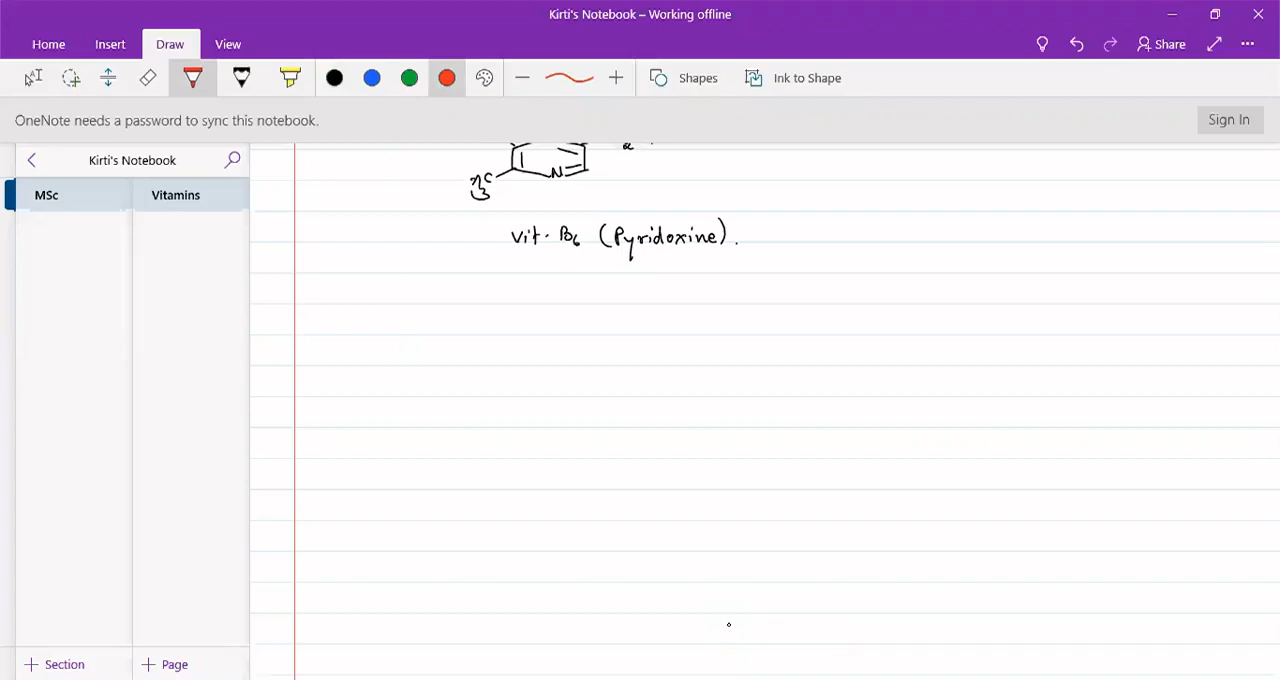 Kirti's Notebook – Working offline
Home Insert Draw View
Share
Shapes Ink to Shape
OneNote needs a password to sync this notebook.
Sign In
Kirti's Notebook
MSc Vitamins
N
H3C
Vit. B6 (Pyridoxine).
+ Section + Page